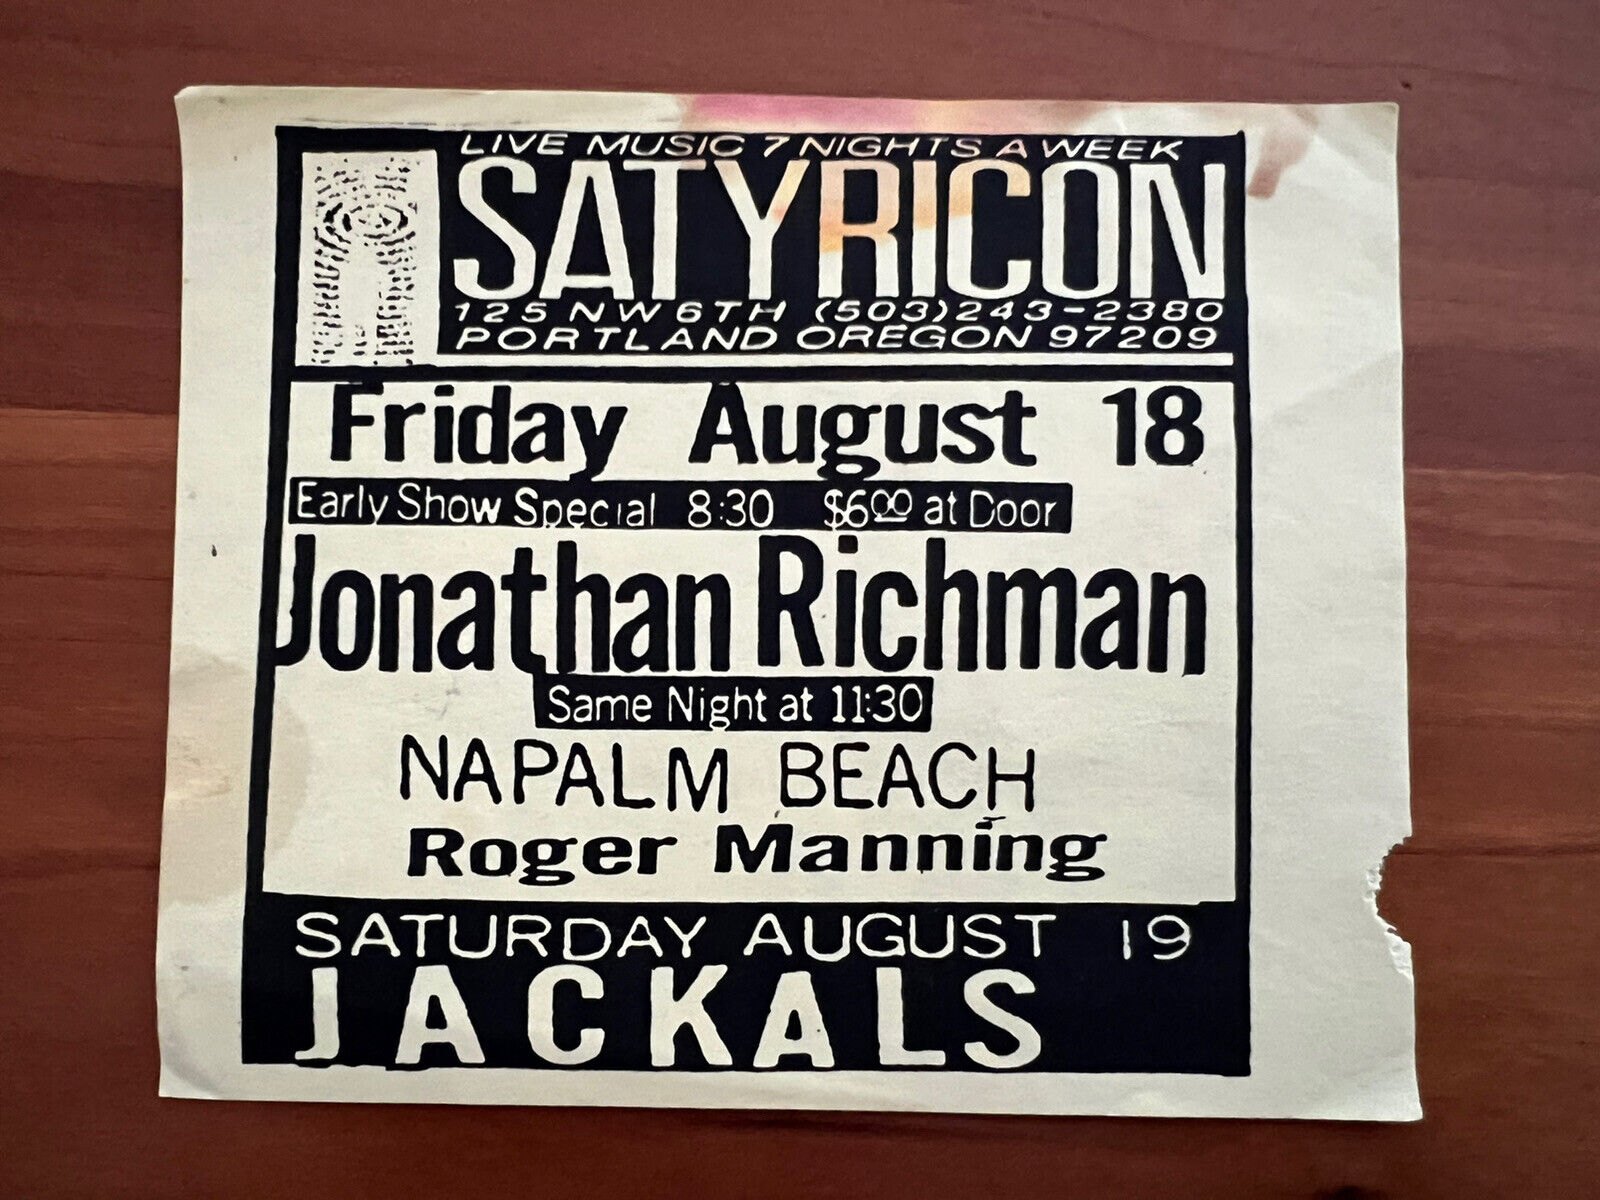 LIVE MUSIC 7 NIGHTS A WEEK
SATYRICON
125 NW 6TH (503)243-2380
PORTLAND OREGON 97209
Friday August 18
Early Show Special 8:30 $6.00 at Door
Jonathan Richman
Same Night at 11:30
NAPALM BEACH
Roger Manning
SATURDAY AUGUST 19
JACKALS